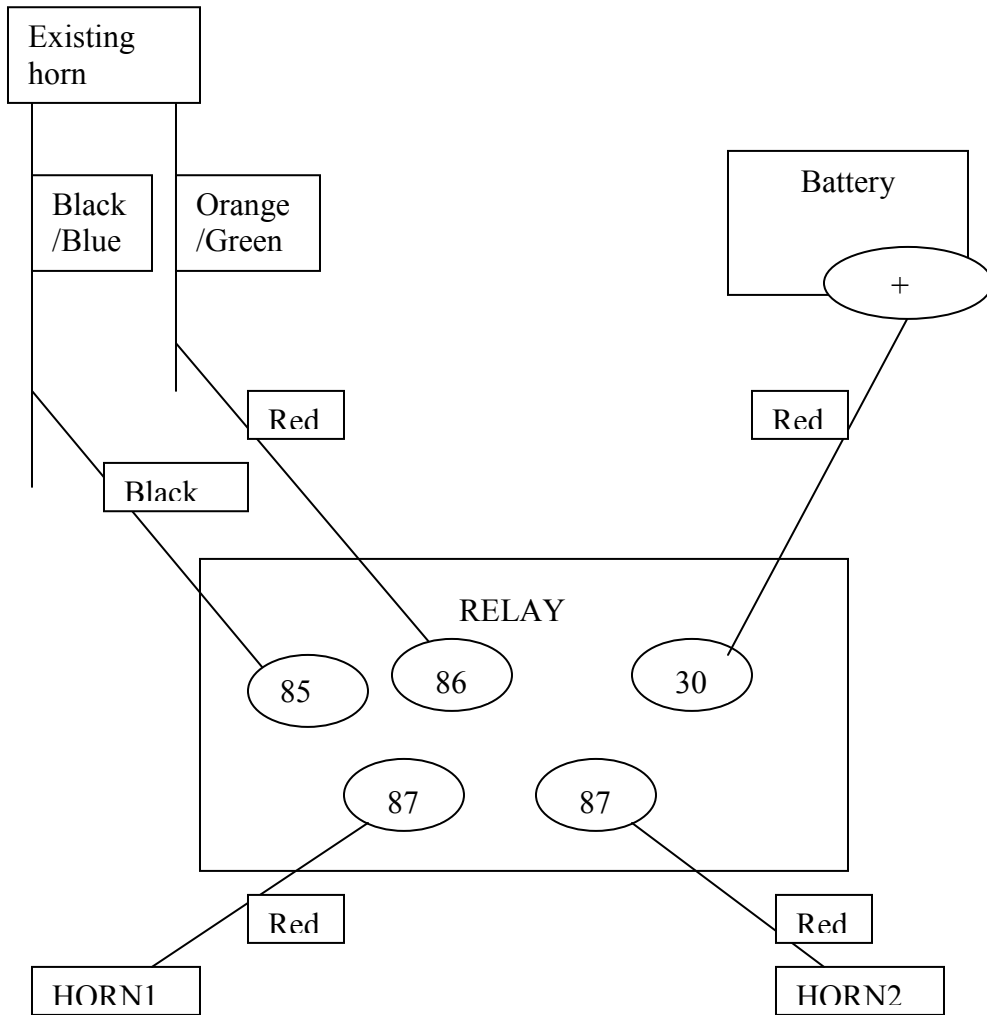 Existing
horn
Black
/Blue
Orange
/Green
Battery
+
Red
Red
Black
RELAY
85
86
30
87
87
Red
Red
HORN1
HORN2